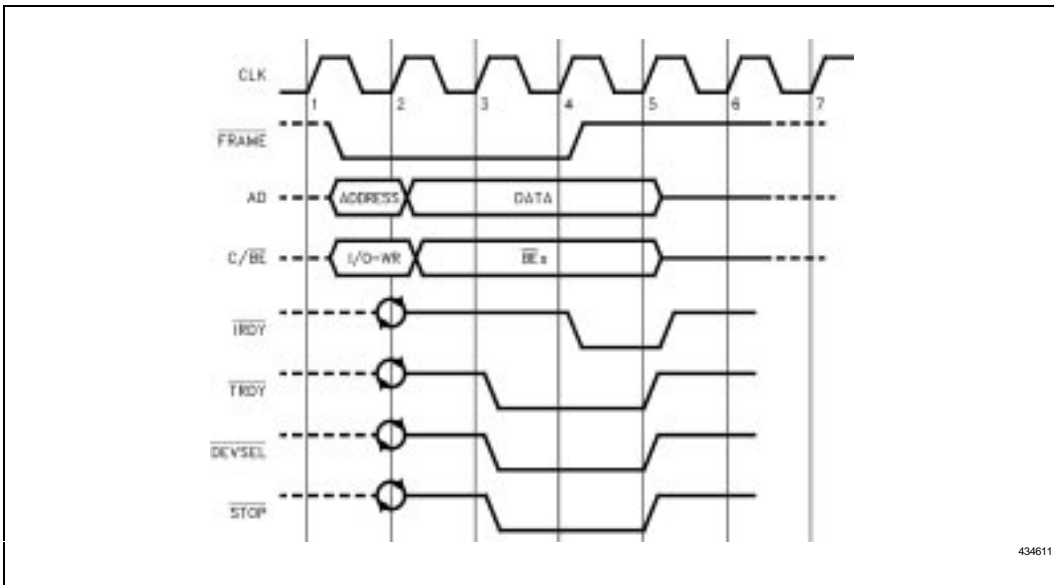 CLK
1 2 3 4 5 6 7
FRAME
AD ADDRESS DATA
C/BE I/O-WR BEs
IRDY
TRDY
DEVSEL
STOP
434611